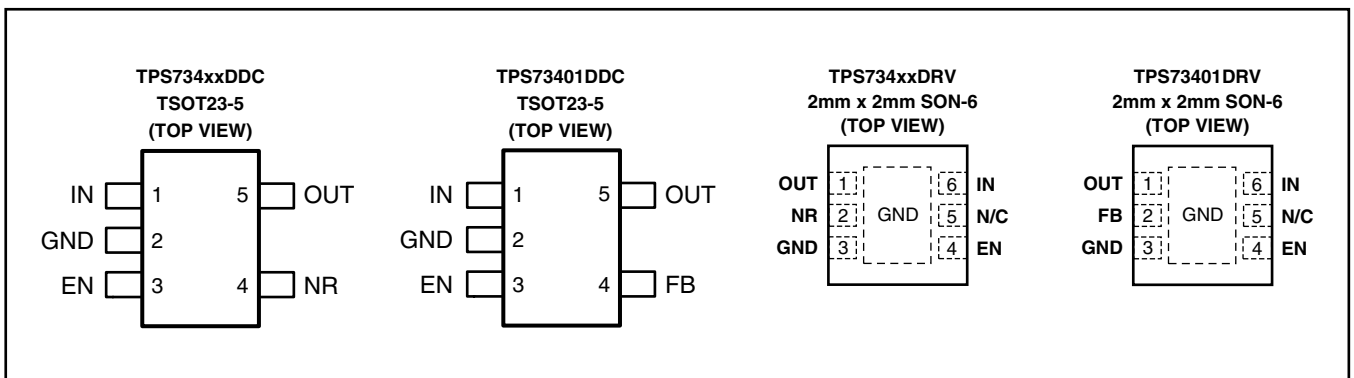 TPS734xxDDC
TSOT23-5
(TOP VIEW)
IN 1 5 OUT
GND 2
EN 3 4 NR
TPS73401DDC
TSOT23-5
(TOP VIEW)
IN 1 5 OUT
GND 2
EN 3 4 FB
TPS734xxDRV
2mm x 2mm SON-6
(TOP VIEW)
OUT 1 6 IN
NR 2 GND 5 N/C
GND 3 4 EN
TPS73401DRV
2mm x 2mm SON-6
(TOP VIEW)
OUT 1 6 IN
FB 2 GND 5 N/C
GND 3 4 EN